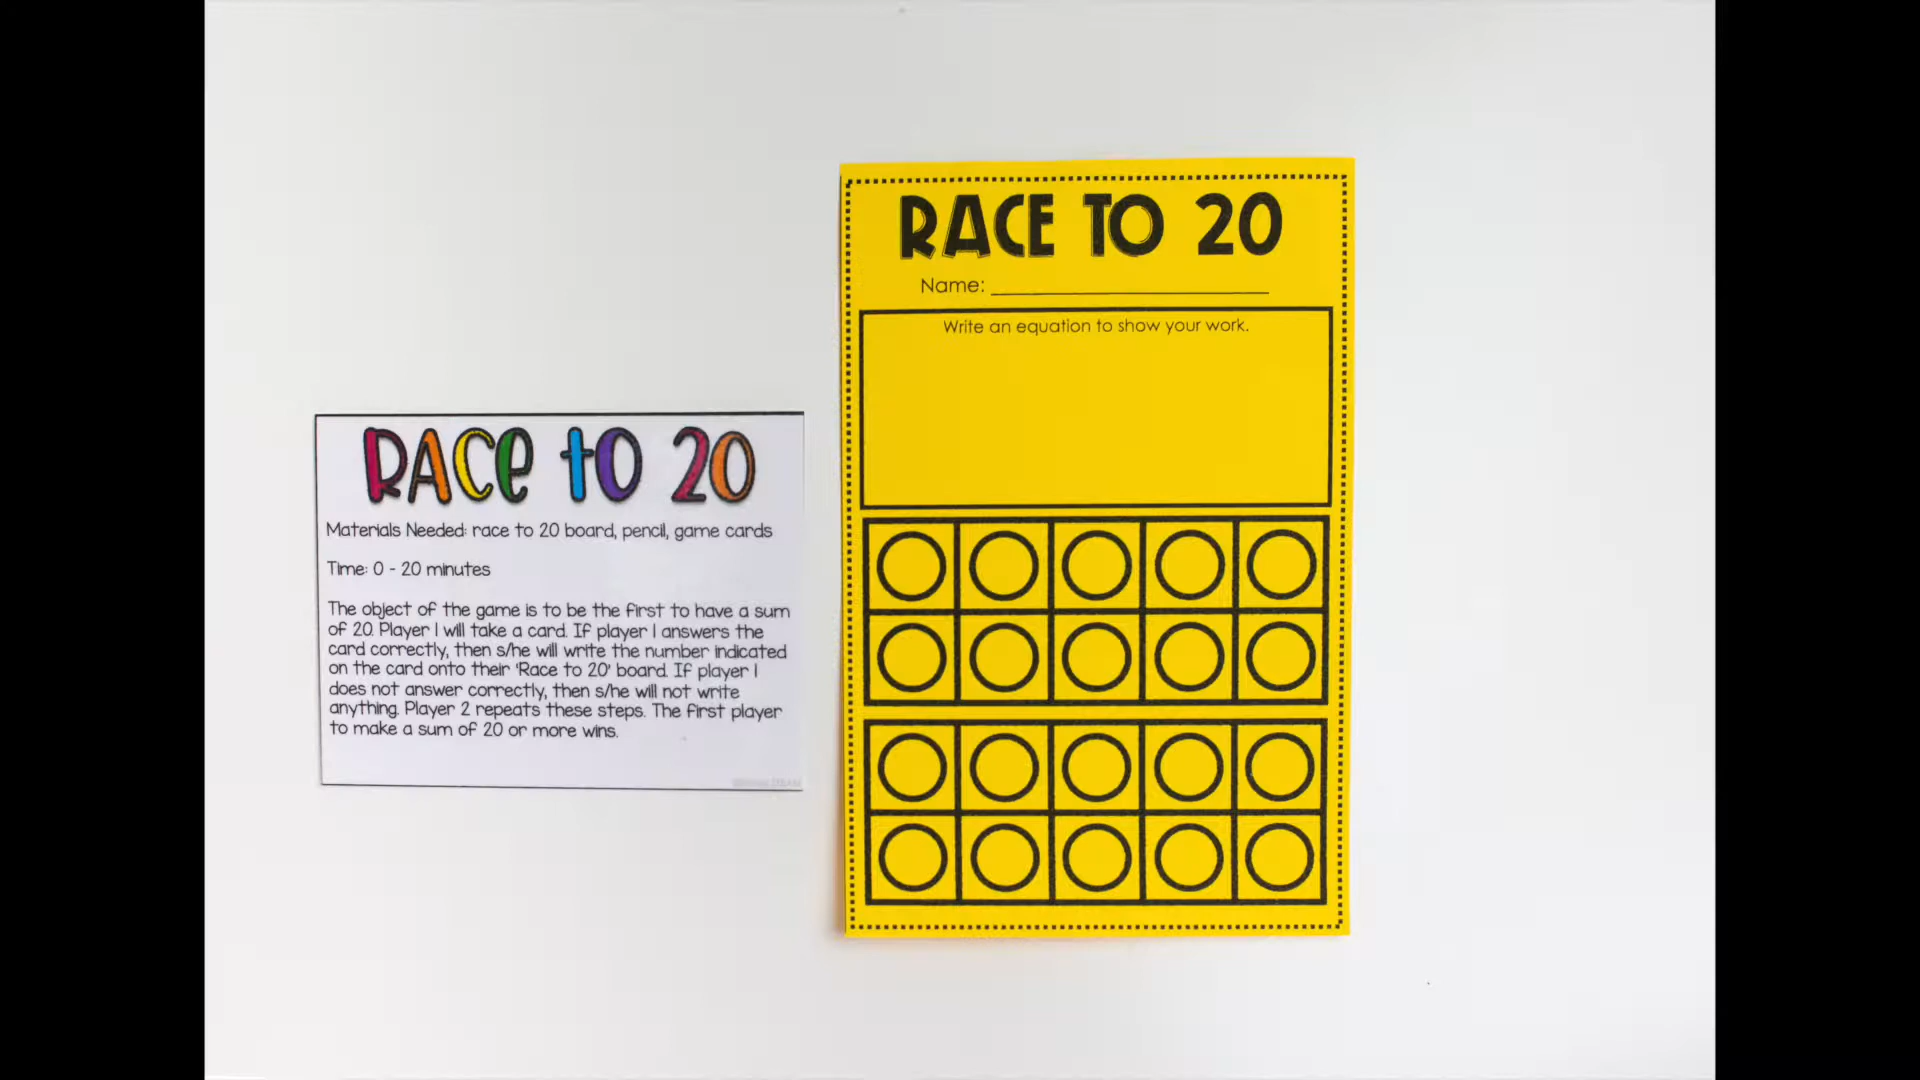 RACE to 20
Materials Needed: race to 20 board, pencil, game cards
Time: 0 - 20 minutes
The object of the game is to be the first to have a sum
of 20. Player 1 will take a card. If player 1 answers the
card correctly, then s/he will write the number indicated
on the card onto their 'Race to 20' board. If player 1
does not answer correctly, then s/he will not write
anything. Player 2 repeats these steps. The first player
to make a sum of 20 or more wins.
RACE TO 20
Name:
Write an equation to show your work.